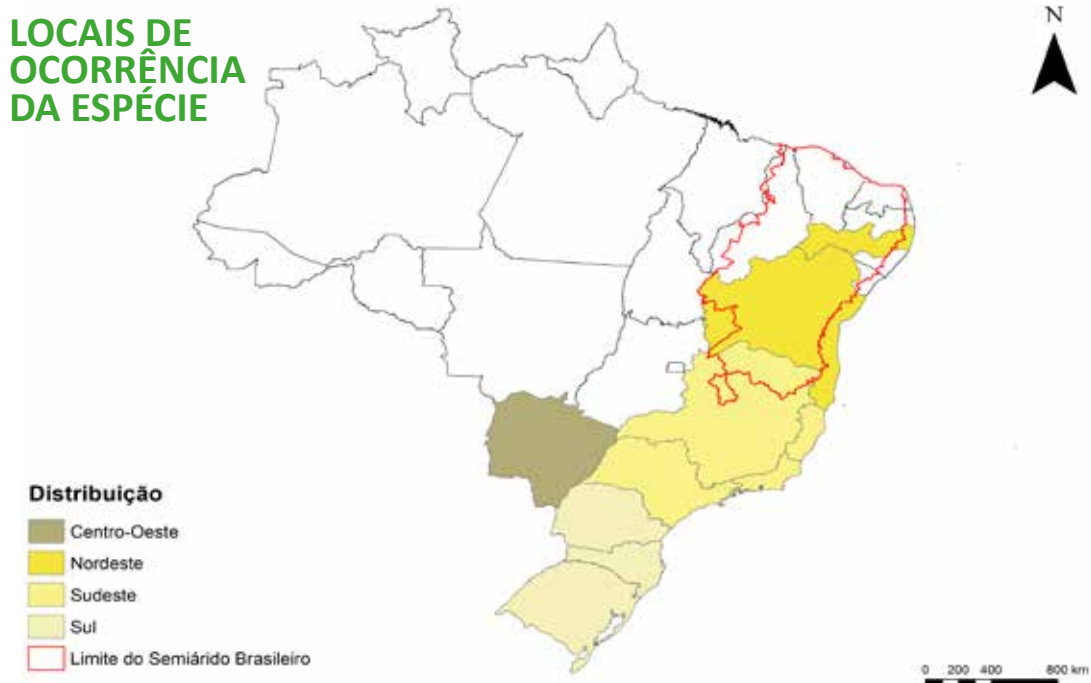 LOCAIS DE
OCORRÊNCIA
DA ESPÉCIE
N
Distribuição
Centro-Oeste
Nordeste
Sudeste
Sul
Limite do Semiárido Brasileiro
0 200 400 800 km